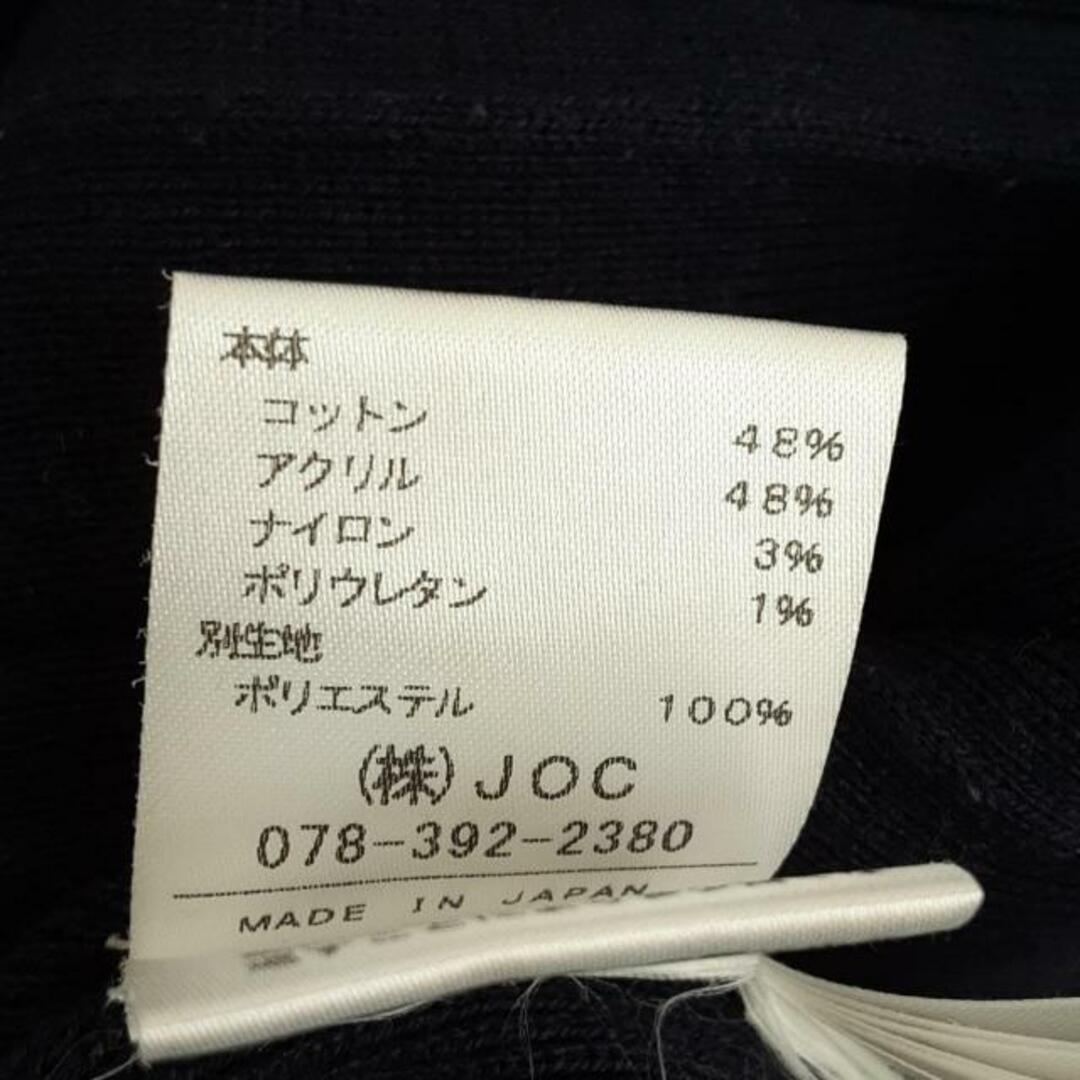 本体
コットン 48%
アクリル 48%
ナイロン 3%
ポリウレタン 1%
別生地
ポリエステル 100%
(株)JOC
078-392-2380
MADE IN JAPAN